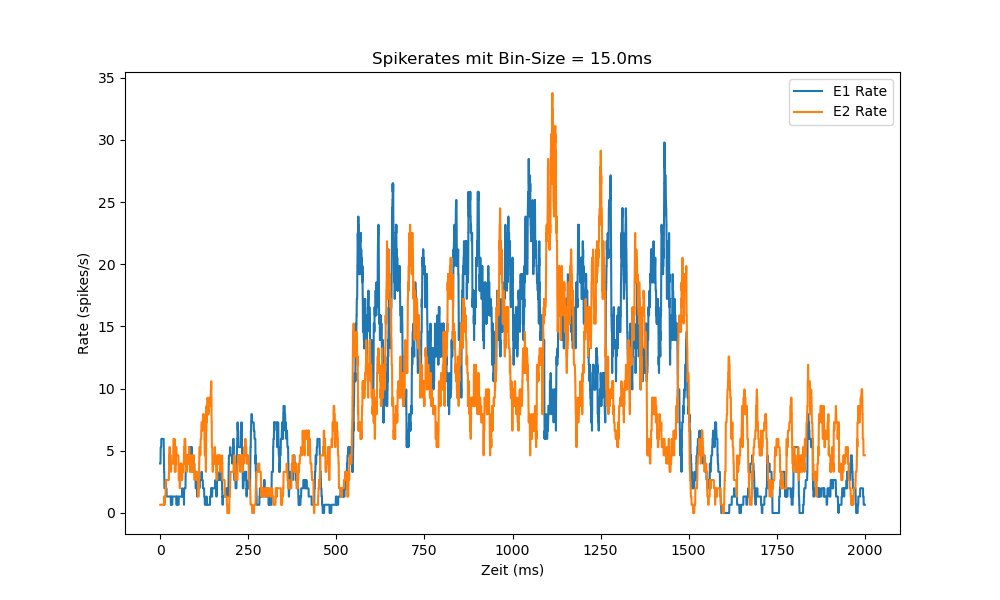 Spikerates mit Bin-Size = 15.0ms
E1 Rate
E2 Rate
Rate (spikes/s)
35
30
25
20
15
10
5
0
0 250 500 750 1000 1250 1500 1750 2000
Zeit (ms)